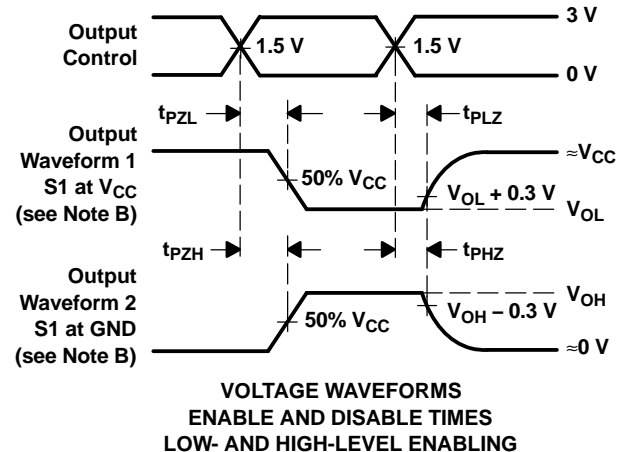 Output
Control
1.5 V
1.5 V
3 V
0 V
tPZL
tPLZ
Output
Waveform 1
S1 at VCC
(see Note B)
50% VCC
≈VCC
VOL + 0.3 V
VOL
tPZH
tPHZ
Output
Waveform 2
S1 at GND
(see Note B)
50% VCC
VOH
VOH − 0.3 V
≈0 V
VOLTAGE WAVEFORMS
ENABLE AND DISABLE TIMES
LOW- AND HIGH-LEVEL ENABLING